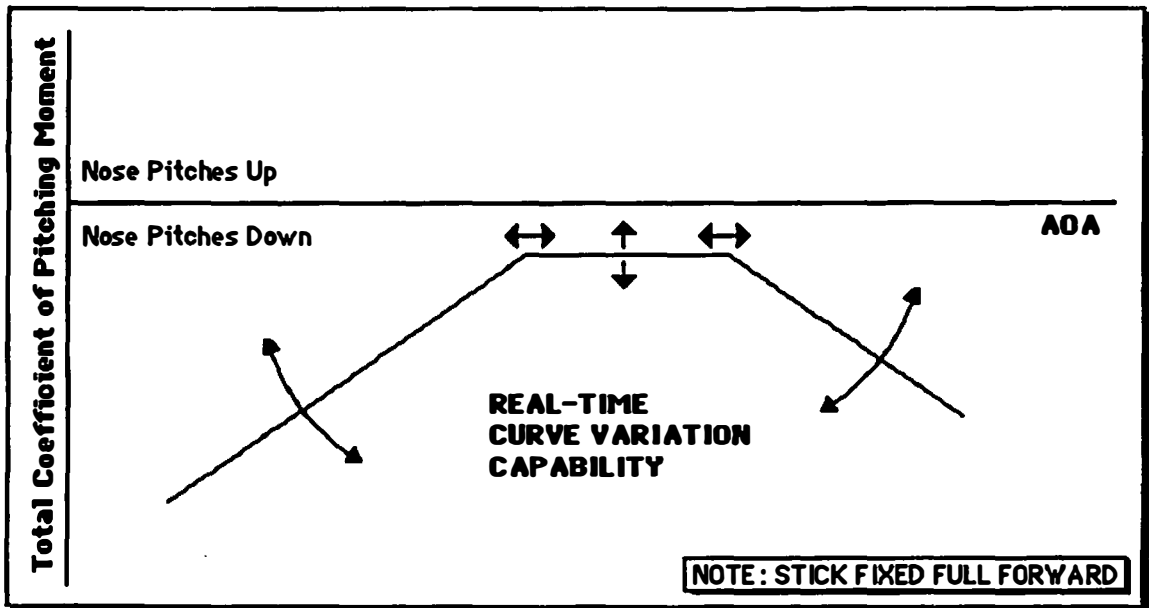 Total Coefficient of Pitching Moment
Nose Pitches Up
Nose Pitches Down
AOA
REAL-TIME
CURVE VARIATION
CAPABILITY
NOTE: STICK FIXED FULL FORWARD